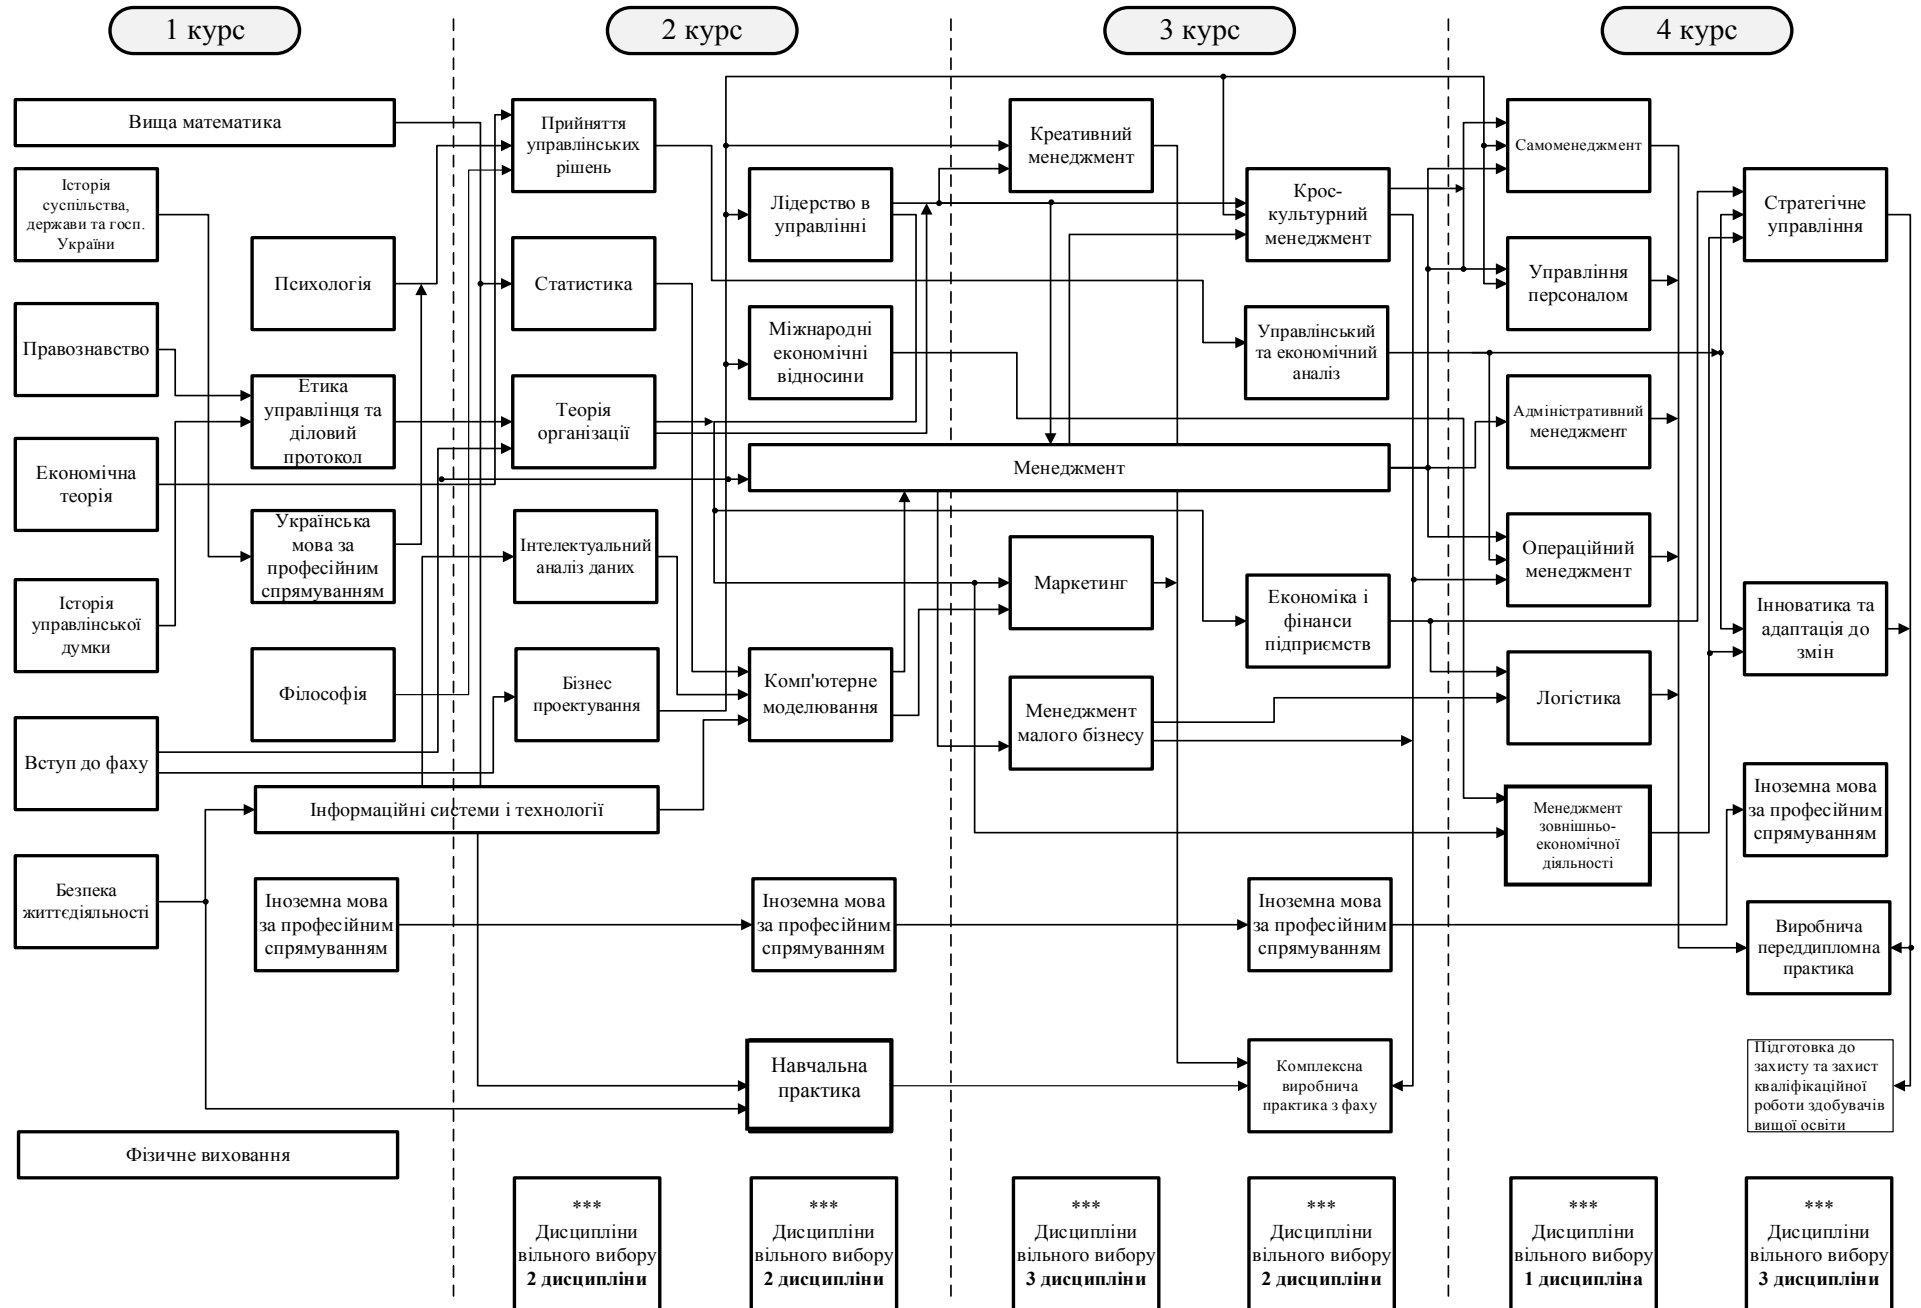 1 курс
2 курс
3 курс
4 курс
Вища математика
Історія
суспільства,
держави та госп.
України
Правознавство
Економічна
теорія
Історія
управлінської
думки
Вступ до фаху
Безпека
життєдіяльності
Фізичне виховання
Психологія
Етика
управлінця та
діловий
протокол
Українська
мова за
професійним
спрямуванням
Філософія
Інформаційні системи і технології
Іноземна мова
за професійним
спрямуванням
Прийняття
управлінських
рішень
Статистика
Теорія
організації
Інтелектуальний
аналіз даних
Бізнес
проектування
Лідерство в
управлінні
Міжнародні
економічні
відносини
Менеджмент
Комп'ютерне
моделювання
Іноземна мова
за професійним
спрямуванням
Навчальна
практика
Креативний
менеджмент
Маркетинг
Менеджмент
малого бізнесу
Крос-
культурний
менеджмент
Управлінський
та економічний
аналіз
Економіка і
фінанси
підприємств
Іноземна мова
за професійним
спрямуванням
Комплексна
виробнича
практика з фаху
Самоменеджмент
Управління
персоналом
Адміністративний
менеджмент
Операційний
менеджмент
Логістика
Менеджмент
зовнішньо-
економічної
діяльності
Стратегічне
управління
Інноватика та
адаптація до
змін
Іноземна мова
за професійним
спрямуванням
Виробнича
переддипломна
практика
Підготовка до
захисту та захист
кваліфікаційної
роботи здобувачів
вищої освіти
***
Дисципліни
вільного вибору
2 дисципліни
***
Дисципліни
вільного вибору
2 дисципліни
***
Дисципліни
вільного вибору
3 дисципліни
***
Дисципліни
вільного вибору
2 дисципліни
***
Дисципліни
вільного вибору
1 дисципліна
***
Дисципліни
вільного вибору
3 дисципліни